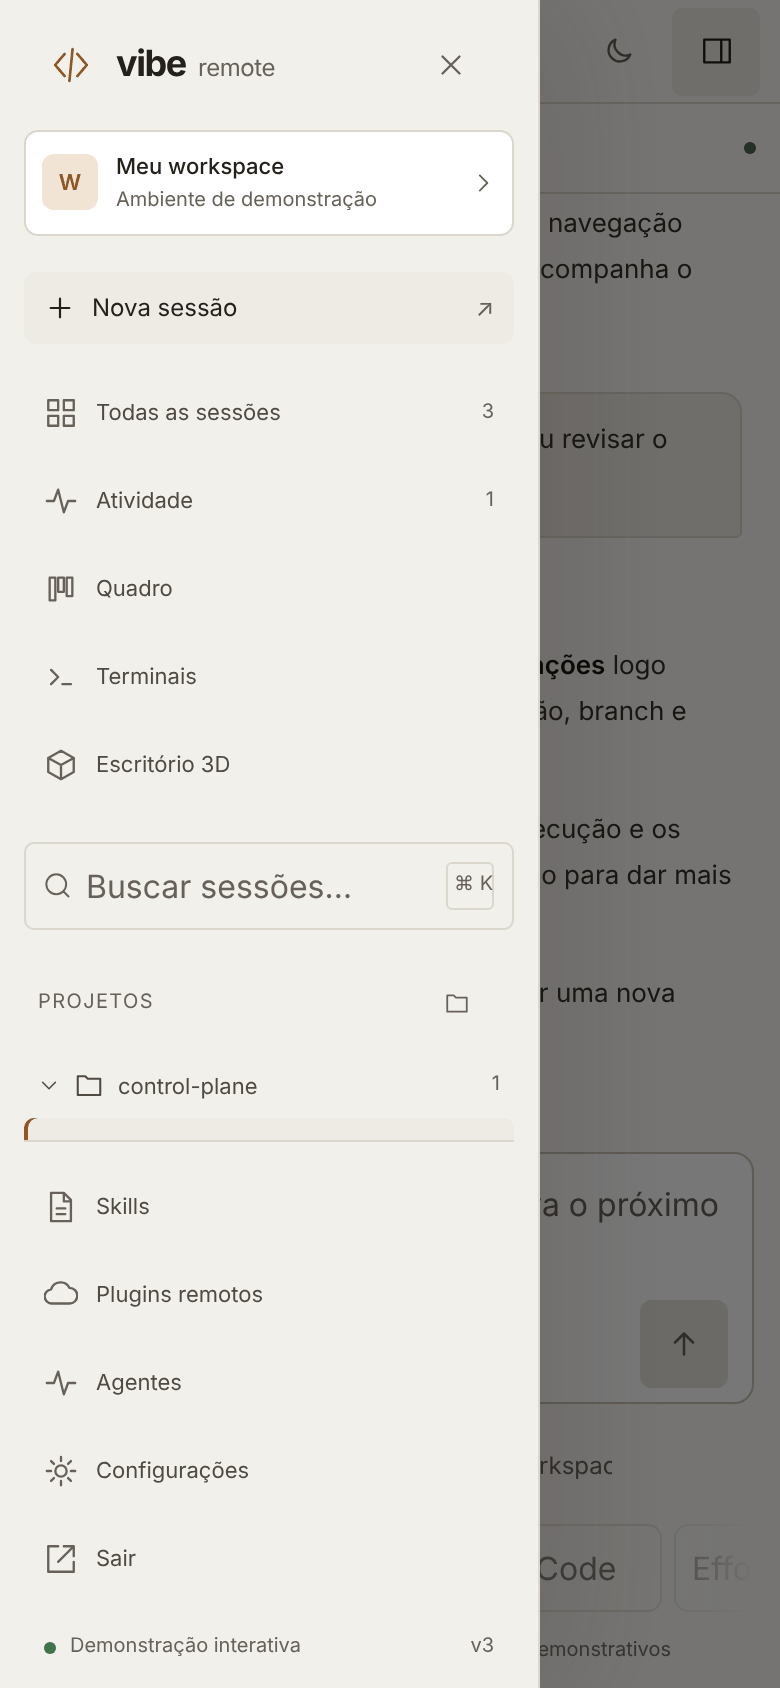 vibe remote
W
Meu workspace
Ambiente de demonstração
Nova sessão
Todas as sessões 3
Atividade 1
Quadro
Terminais
Escritório 3D
Buscar sessões... ⌘ K
PROJETOS
control-plane 1
Skills
Plugins remotos
Agentes
Configurações
Sair
Demonstração interativa v3
navegação
companha o
u revisar o
ações logo
ão, branch e
ecução e os
o para dar mais
r uma nova
a o próximo
rkspac
Code
Effo
emonstrativos